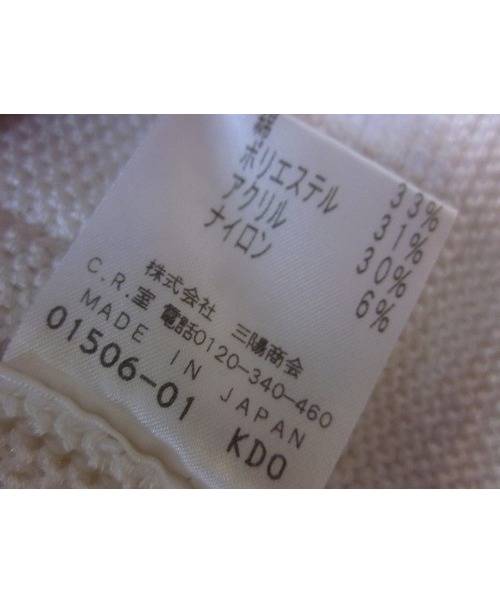 綿 33%
ポリエステル 31%
アクリル 30%
ナイロン 6%
株式会社 三陽商会
C.R.室 電話0120-340-460
MADE IN JAPAN
01506-01 KDO